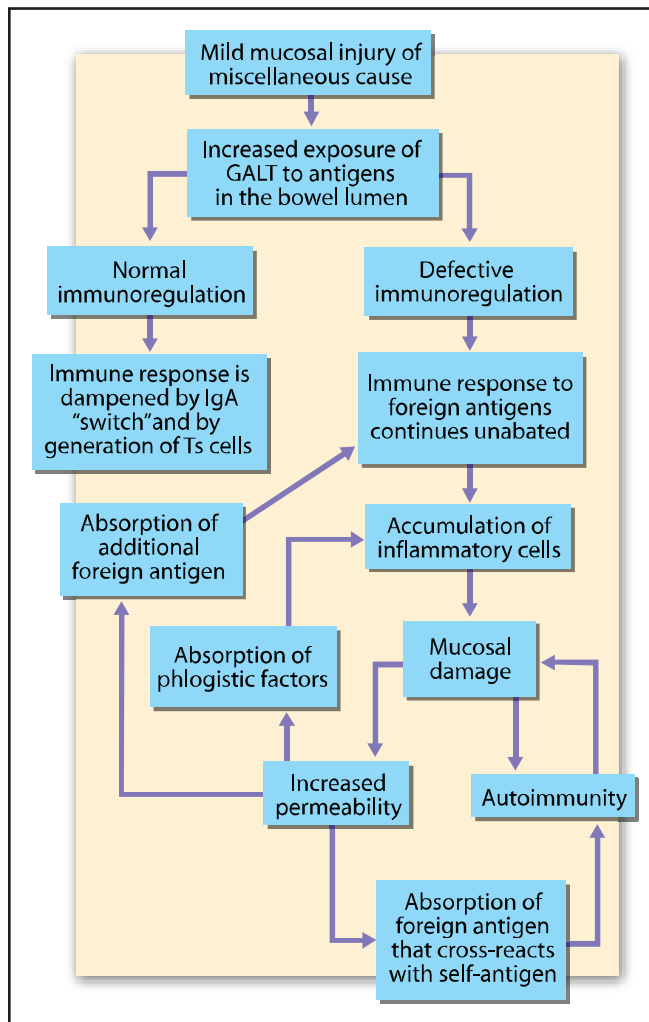 Mild mucosal injury of
miscellaneous cause
Increased exposure of
GALT to antigens
in the bowel lumen
Normal
immunoregulation
Defective
immunoregulation
Immune response is
dampened by IgA
“switch”and by
generation of Ts cells
Immune response to
foreign antigens
continues unabated
Absorption of
additional
foreign antigen
Accumulation of
inflammatory cells
Absorption of
phlogistic factors
Mucosal
damage
Increased
permeability
Autoimmunity
Absorption of
foreign antigen
that cross-reacts
with self-antigen